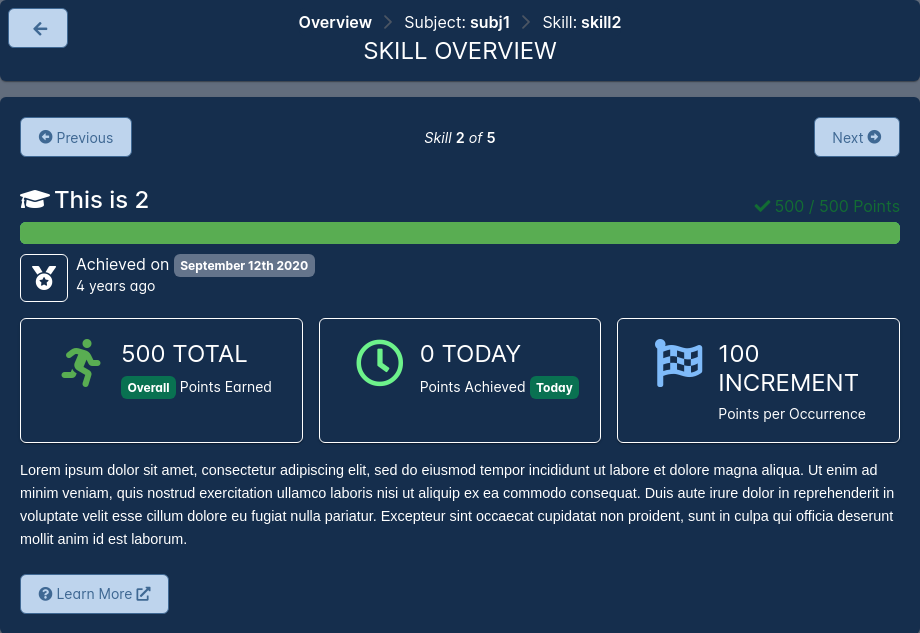 Overview Subject: subj1 Skill: skill2
SKILL OVERVIEW
Previous
Skill 2 of 5
Next
This is 2
500 / 500 Points
Achieved on September 12th 2020
4 years ago
500 TOTAL
Overall Points Earned
0 TODAY
Points Achieved Today
100
INCREMENT
Points per Occurrence
Lorem ipsum dolor sit amet, consectetur adipiscing elit, sed do eiusmod tempor incididunt ut labore et dolore magna aliqua. Ut enim ad
minim veniam, quis nostrud exercitation ullamco laboris nisi ut aliquip ex ea commodo consequat. Duis aute irure dolor in reprehenderit in
voluptate velit esse cillum dolore eu fugiat nulla pariatur. Excepteur sint occaecat cupidatat non proident, sunt in culpa qui officia deserunt
mollit anim id est laborum.
Learn More